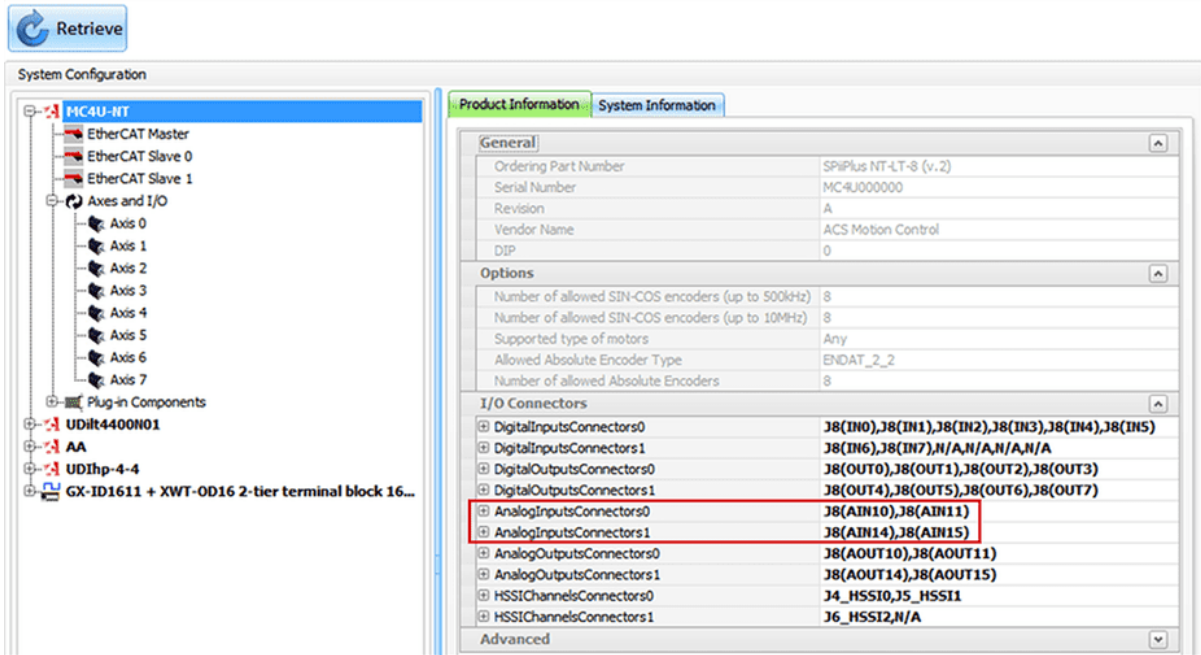 Retrieve
System Configuration
MC4U-NT
EtherCAT Master
EtherCAT Slave 0
EtherCAT Slave 1
Axes and I/O
Axis 0
Axis 1
Axis 2
Axis 3
Axis 4
Axis 5
Axis 6
Axis 7
Plug-in Components
UDIlt4400N01
AA
UDIhp-4-4
GX-ID1611 + XWT-OD16 2-tier terminal block 16...
Product Information System Information
General
Ordering Part Number SPiiPlus NT-LT-8 (v.2)
Serial Number MC4U000000
Revision A
Vendor Name ACS Motion Control
DIP 0
Options
Number of allowed SIN-COS encoders (up to 500kHz) 8
Number of allowed SIN-COS encoders (up to 10MHz) 8
Supported type of motors Any
Allowed Absolute Encoder Type ENDAT_2_2
Number of allowed Absolute Encoders 8
I/O Connectors
DigitalInputsConnectors0 J8(IN0),J8(IN1),J8(IN2),J8(IN3),J8(IN4),J8(IN5)
DigitalInputsConnectors1 J8(IN6),J8(IN7),N/A,N/A,N/A,N/A
DigitalOutputsConnectors0 J8(OUT0),J8(OUT1),J8(OUT2),J8(OUT3)
DigitalOutputsConnectors1 J8(OUT4),J8(OUT5),J8(OUT6),J8(OUT7)
AnalogInputsConnectors0 J8(AIN10),J8(AIN11)
AnalogInputsConnectors1 J8(AIN14),J8(AIN15)
AnalogOutputsConnectors0 J8(AOUT10),J8(AOUT11)
AnalogOutputsConnectors1 J8(AOUT14),J8(AOUT15)
HSSIChannelsConnectors0 J4_HSSI0,J5_HSSI1
HSSIChannelsConnectors1 J6_HSSI2,N/A
Advanced